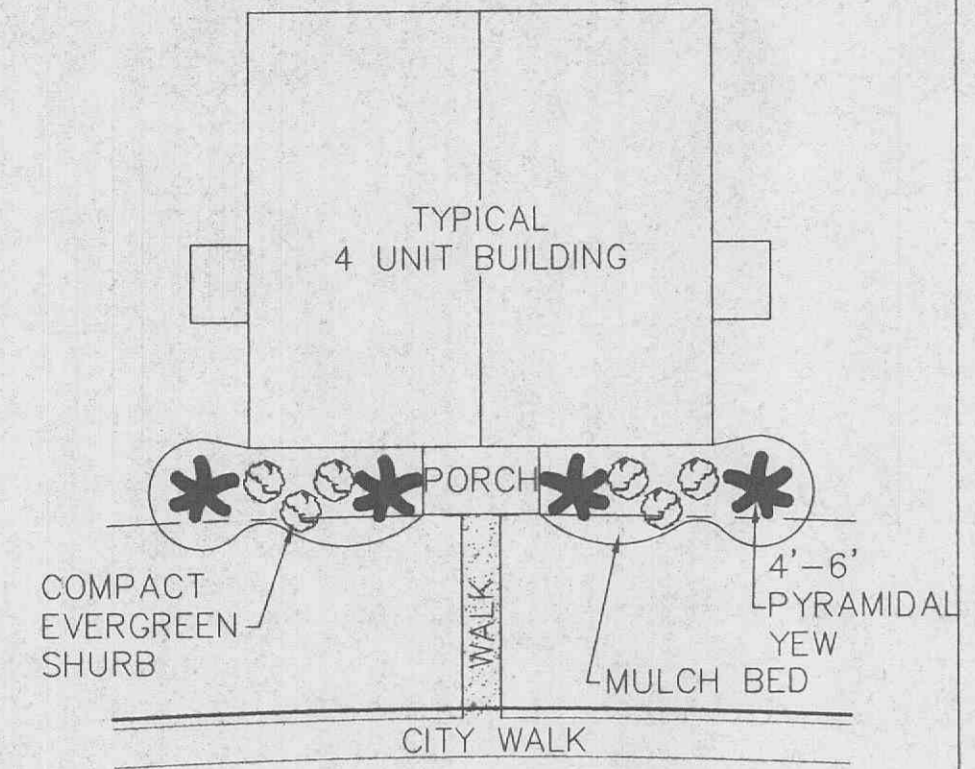 TYPICAL
4 UNIT BUILDING
PORCH
COMPACT
EVERGREEN
SHURB
WALK
4'-6'
PYRAMIDAL
YEW
MULCH BED
CITY WALK